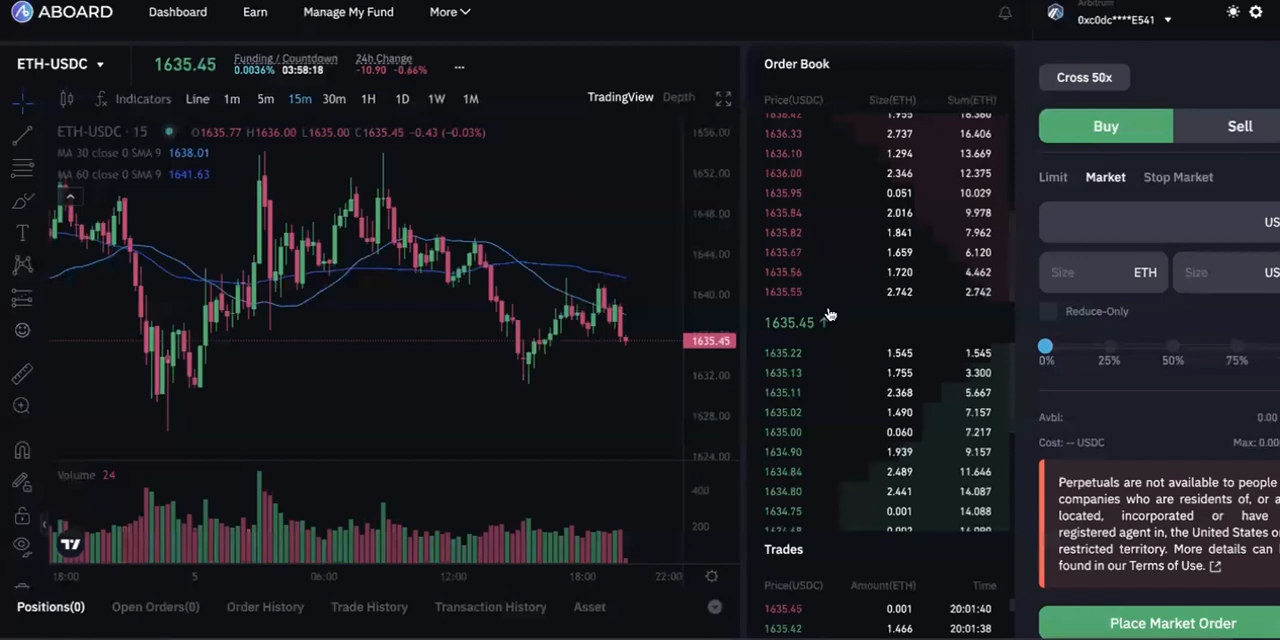 ABOARD
Dashboard
Earn
Manage My Fund
More
Arbitrum
0xc0dc****E541
ETH-USDC
1635.45
Funding / Countdown
0.0036% 03:58:18
24h Change
-10.90 -0.66%
...
Indicators
Line
1m
5m
15m
30m
1H
1D
1W
1M
TradingView
Depth
ETH-USDC · 15
O1635.77 H1636.00 L1635.00 C1635.45 -0.43 (-0.03%)
MA 30 close 0 SMA 9 1638.01
MA 60 close 0 SMA 9 1641.63
1656.00
1652.00
1648.00
1644.00
1640.00
1635.45
1632.00
1628.00
1624.00
Volume 24
400
200
18:00
5
06:00
12:00
18:00
22:00
Order Book
Price(USDC) Size(ETH) Sum(ETH)
1636.42 1.955 18.360
1636.33 2.737 16.406
1636.10 1.294 13.669
1636.00 2.346 12.375
1635.95 0.051 10.029
1635.84 2.016 9.978
1635.82 1.841 7.962
1635.67 1.659 6.120
1635.56 1.720 4.462
1635.55 2.742 2.742
1635.45 ↑
1635.22 1.545 1.545
1635.13 1.755 3.300
1635.11 2.368 5.667
1635.02 1.490 7.157
1635.00 0.060 7.217
1634.90 1.939 9.157
1634.84 2.489 11.646
1634.80 2.441 14.087
1634.75 0.001 14.088
Trades
Price(USDC) Amount(ETH) Time
1635.45 0.001 20:01:40
1635.42 1.466 20:01:38
Cross 50x
Buy
Sell
Limit
Market
Stop Market
US
Size ETH
Size US
Reduce-Only
0%
25%
50%
75%
Avbl: 0.00
Cost: -- USDC Max: 0.00
Perpetuals are not available to people
companies who are residents of, or a
located, incorporated or have
registered agent in, the United States o
restricted territory. More details can
found in our Terms of Use.
Place Market Order
Positions(0)
Open Orders(0)
Order History
Trade History
Transaction History
Asset